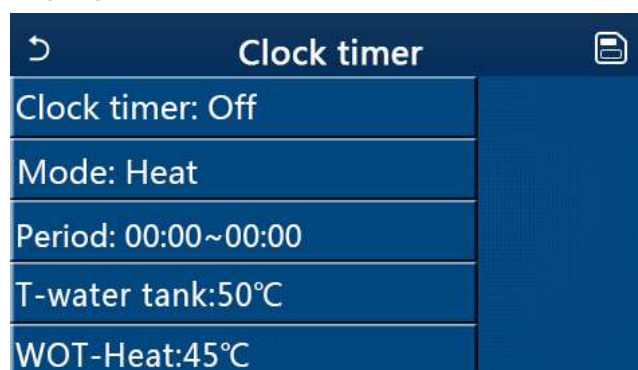 Clock timer
Clock timer: Off
Mode: Heat
Period: 00:00~00:00
T-water tank:50℃
WOT-Heat:45℃